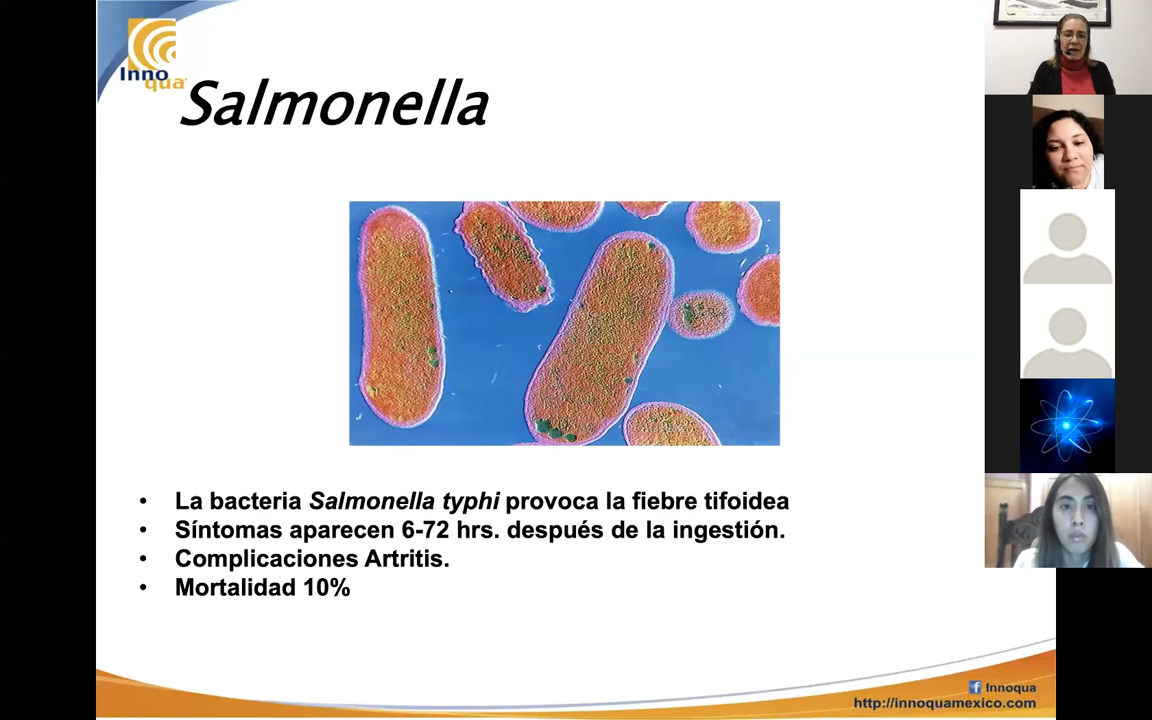 Inno
qua
Salmonella
• La bacteria Salmonella typhi provoca la fiebre tifoidea
• Síntomas aparecen 6-72 hrs. después de la ingestión.
• Complicaciones Artritis.
• Mortalidad 10%
Innoqua
http://innoquamexico.com